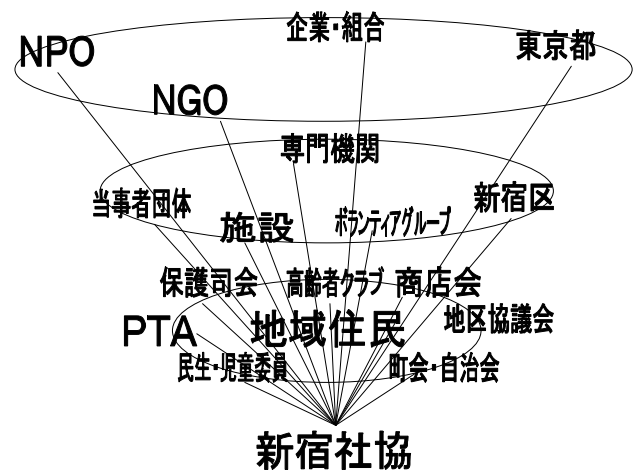 企業・組合
NPO
東京都
NGO
専門機関
当事者団体
新宿区
施設
ボランティアグループ
保護司会
高齢者クラブ
商店会
PTA
地域住民
地区協議会
民生・児童委員
町会・自治会
新宿社協